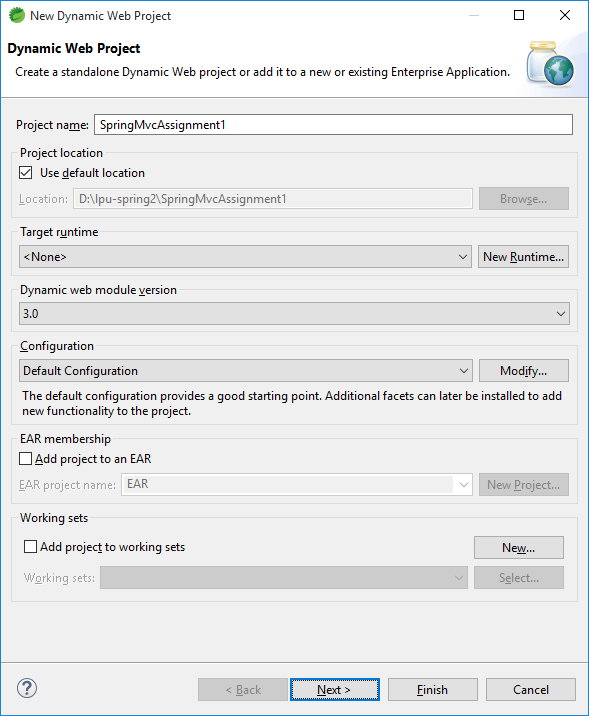 New Dynamic Web Project
Dynamic Web Project
Create a standalone Dynamic Web project or add it to a new or existing Enterprise Application.
Project name: SpringMvcAssignment1
Project location
Use default location
Location: D:\lpu-spring2\SpringMvcAssignment1 Browse...
Target runtime
<None> New Runtime...
Dynamic web module version
3.0
Configuration
Default Configuration Modify...
The default configuration provides a good starting point. Additional facets can later be installed to add
new functionality to the project.
EAR membership
Add project to an EAR
EAR project name: EAR New Project...
Working sets
Add project to working sets New...
Working sets: Select...
? < Back Next > Finish Cancel